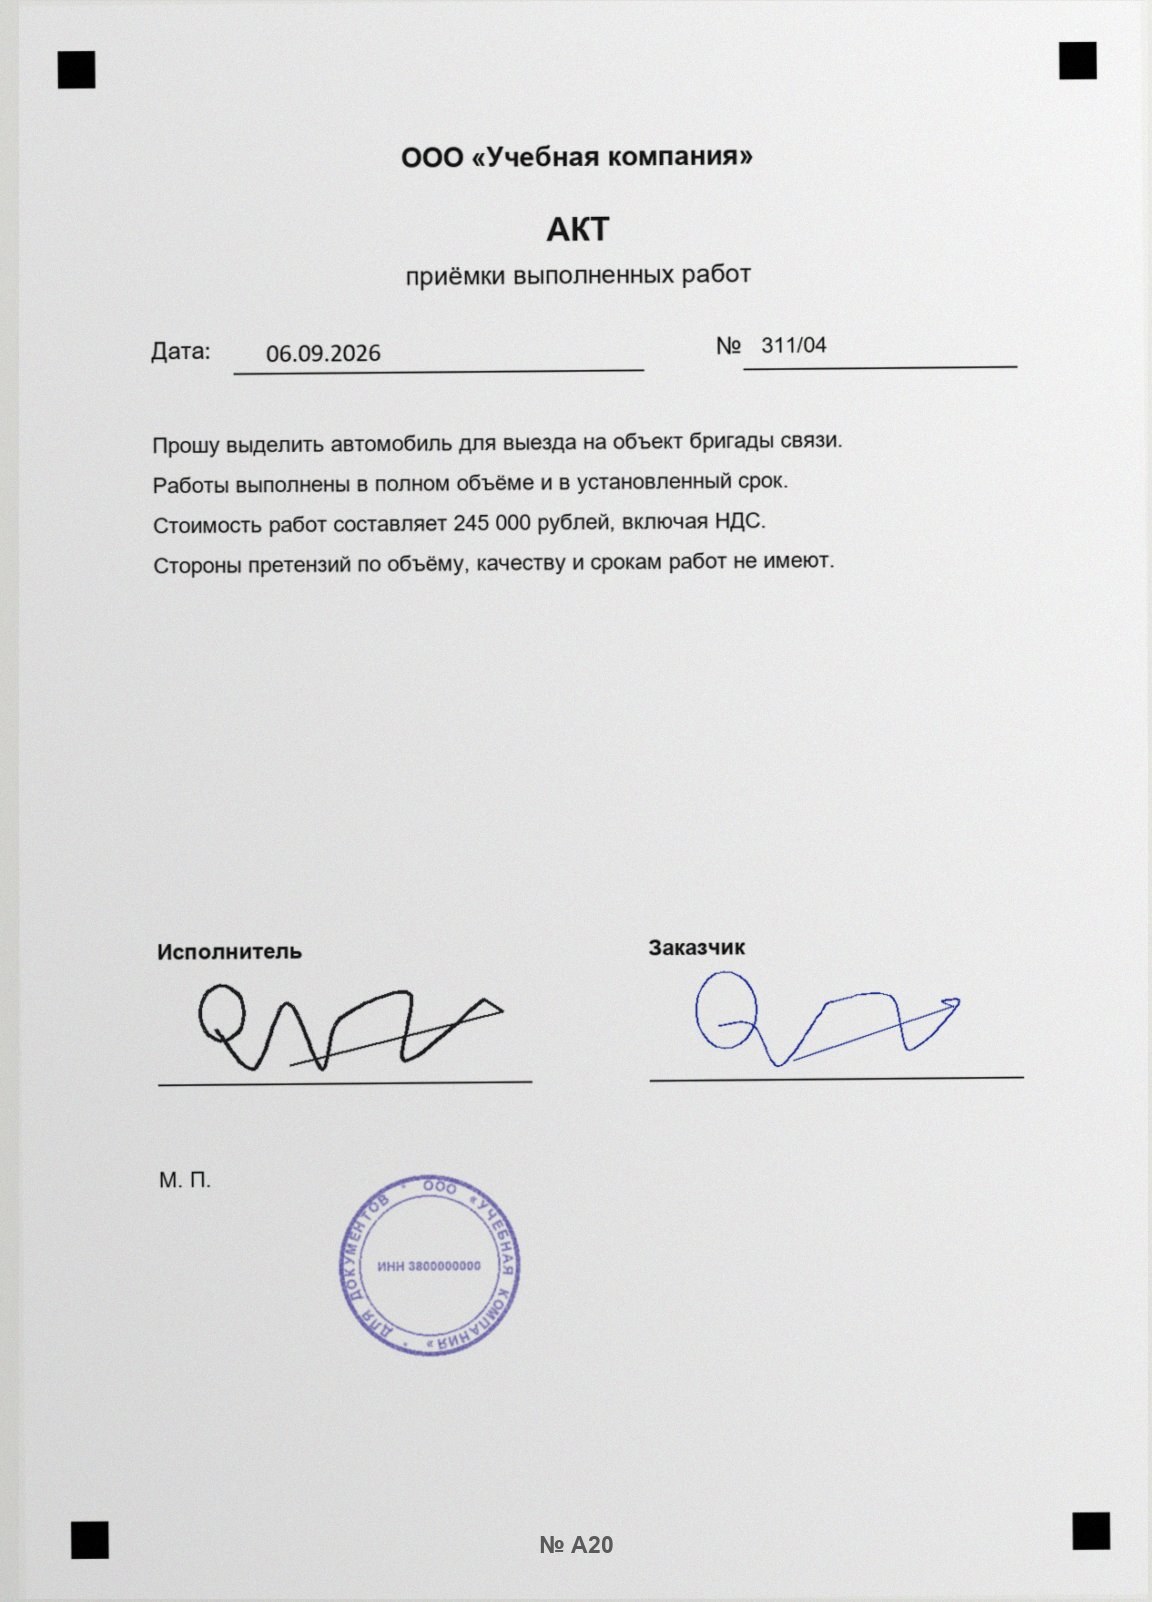 ООО «Учебная компания»
АКТ
приёмки выполненных работ
Дата: 06.09.2026 № 311/04
Прошу выделить автомобиль для выезда на объект бригады связи.
Работы выполнены в полном объёме и в установленный срок.
Стоимость работ составляет 245 000 рублей, включая НДС.
Стороны претензий по объёму, качеству и срокам работ не имеют.
Исполнитель Заказчик
М. П.
ООО «УЧЕБНАЯ КОМПАНИЯ» * ДЛЯ ДОКУМЕНТОВ *
ИНН 3800000000
№ А20